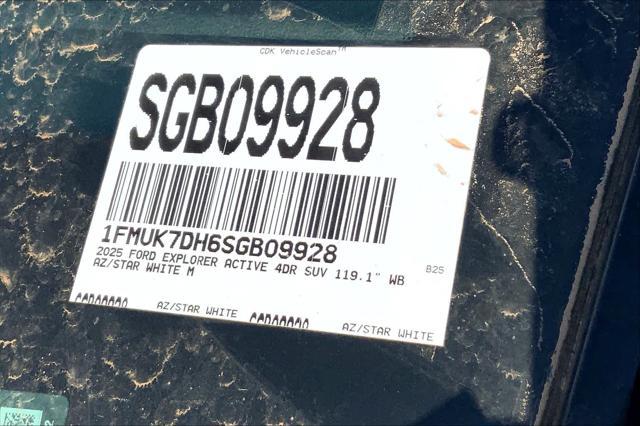 CDK VehicleScan™
SGB09928
1FMUK7DH6SGB09928
2025 FORD EXPLORER ACTIVE 4DR SUV 119.1" WB
B25
AZ/STAR WHITE M
AZ/STAR WHITE
AZ/STAR WHITE